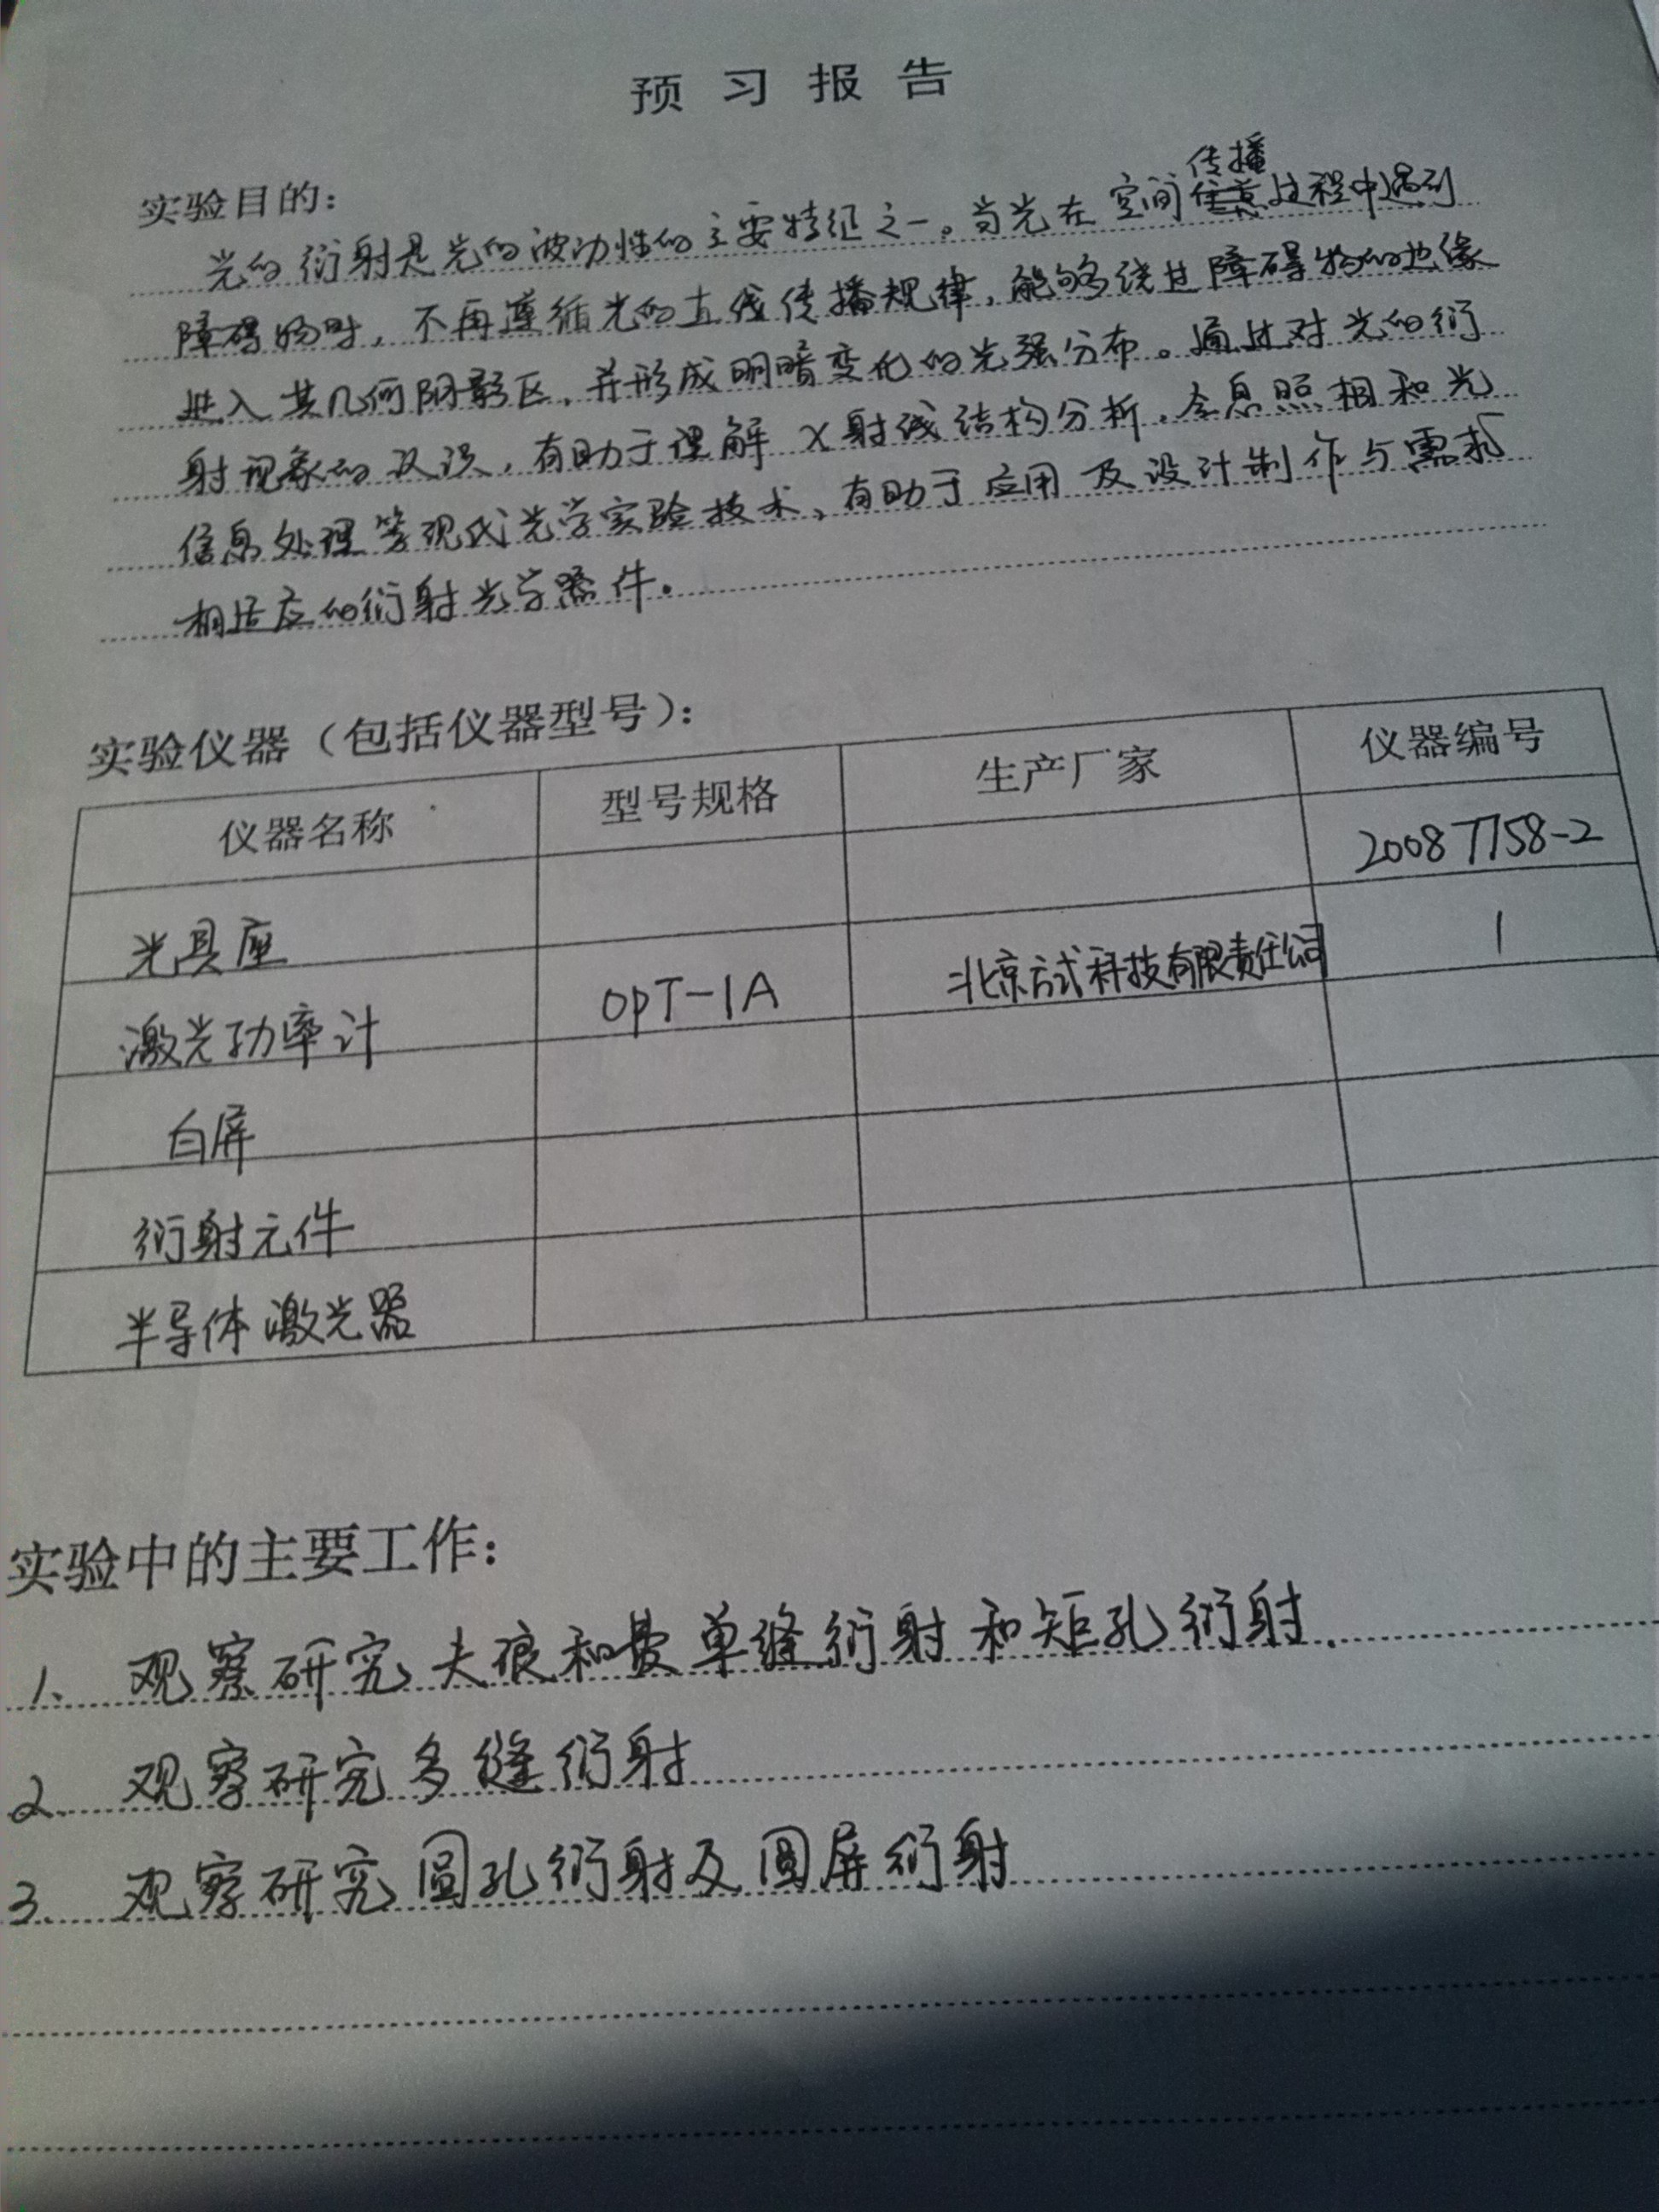 预习报告
实验目的:
光的衍射是光的波动性的主要特征之一。当光在空间传播过程中遇到
障碍物时，不再遵循光的直线传播规律，能够绕过障碍物的边缘
进入其几何阴影区，并形成明暗变化的光强分布。通过对光的衍
射现象的认识，有助于理解X射线结构分析、全息照相和光
信息处理等现代光学实验技术，有助于应用及设计制作与需求
相适应的衍射光学器件。
实验仪器（包括仪器型号）:
仪器名称 型号规格 生产厂家 仪器编号
20087758-2
光具座
激光功率计 OPT-1A 北京方式科技有限责任公司 1
白屏
衍射元件
半导体激光器
实验中的主要工作:
1、观察研究夫琅和费单缝衍射和矩孔衍射.
2、观察研究多缝衍射
3、观察研究圆孔衍射及圆屏衍射